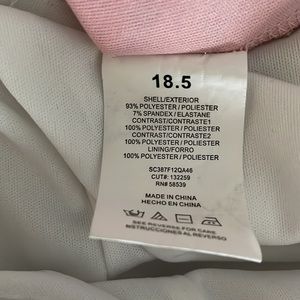 18.5
SHELL/EXTERIOR
93% POLYESTER / POLIESTER
7% SPANDEX / ELASTANE
CONTRAST/CONTRASTE1
100% POLYESTER / POLIESTER
CONTRAST/CONTRASTE2
100% POLYESTER / POLIESTER
LINING/FORRO
100% POLYESTER / POLIESTER
SC387F12QA46
CUT#: 132259
RN# 58539
MADE IN CHINA
HECHO EN CHINA
SEE REVERSE FOR CARE
INSTRUCCIONES AL REVERSO